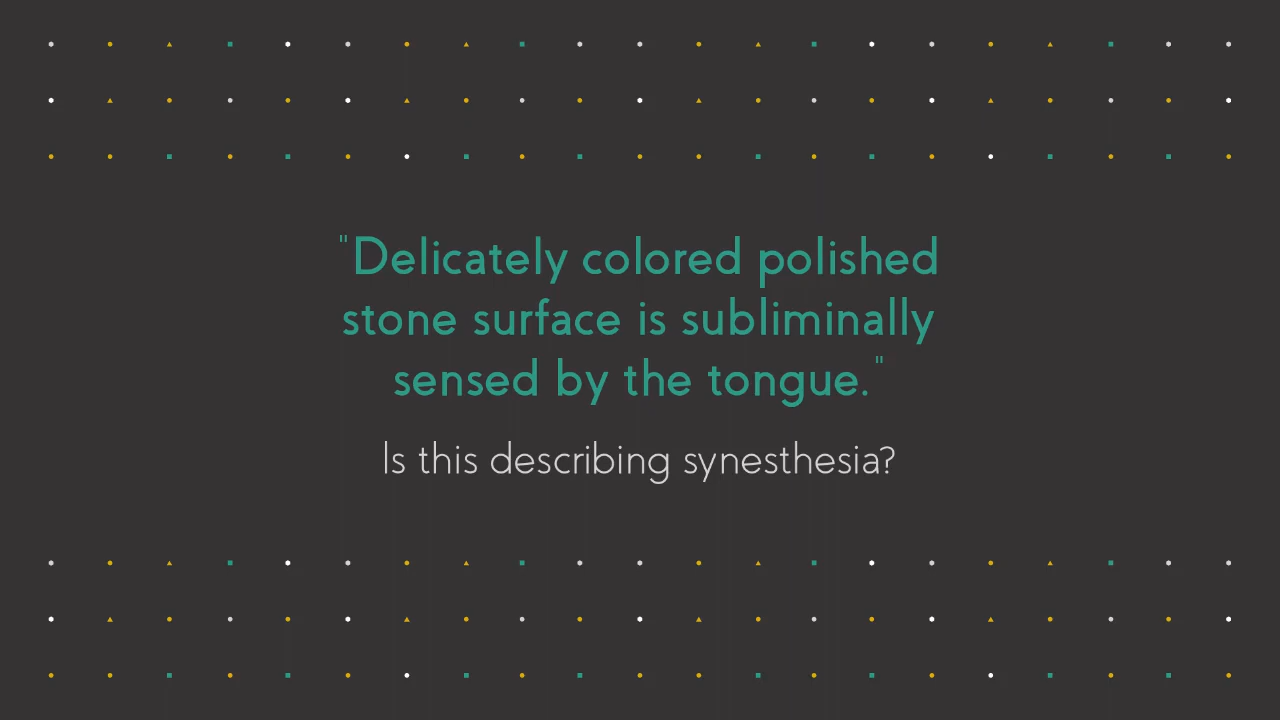 "Delicately colored polished
stone surface is subliminally
sensed by the tongue."
Is this describing synesthesia?